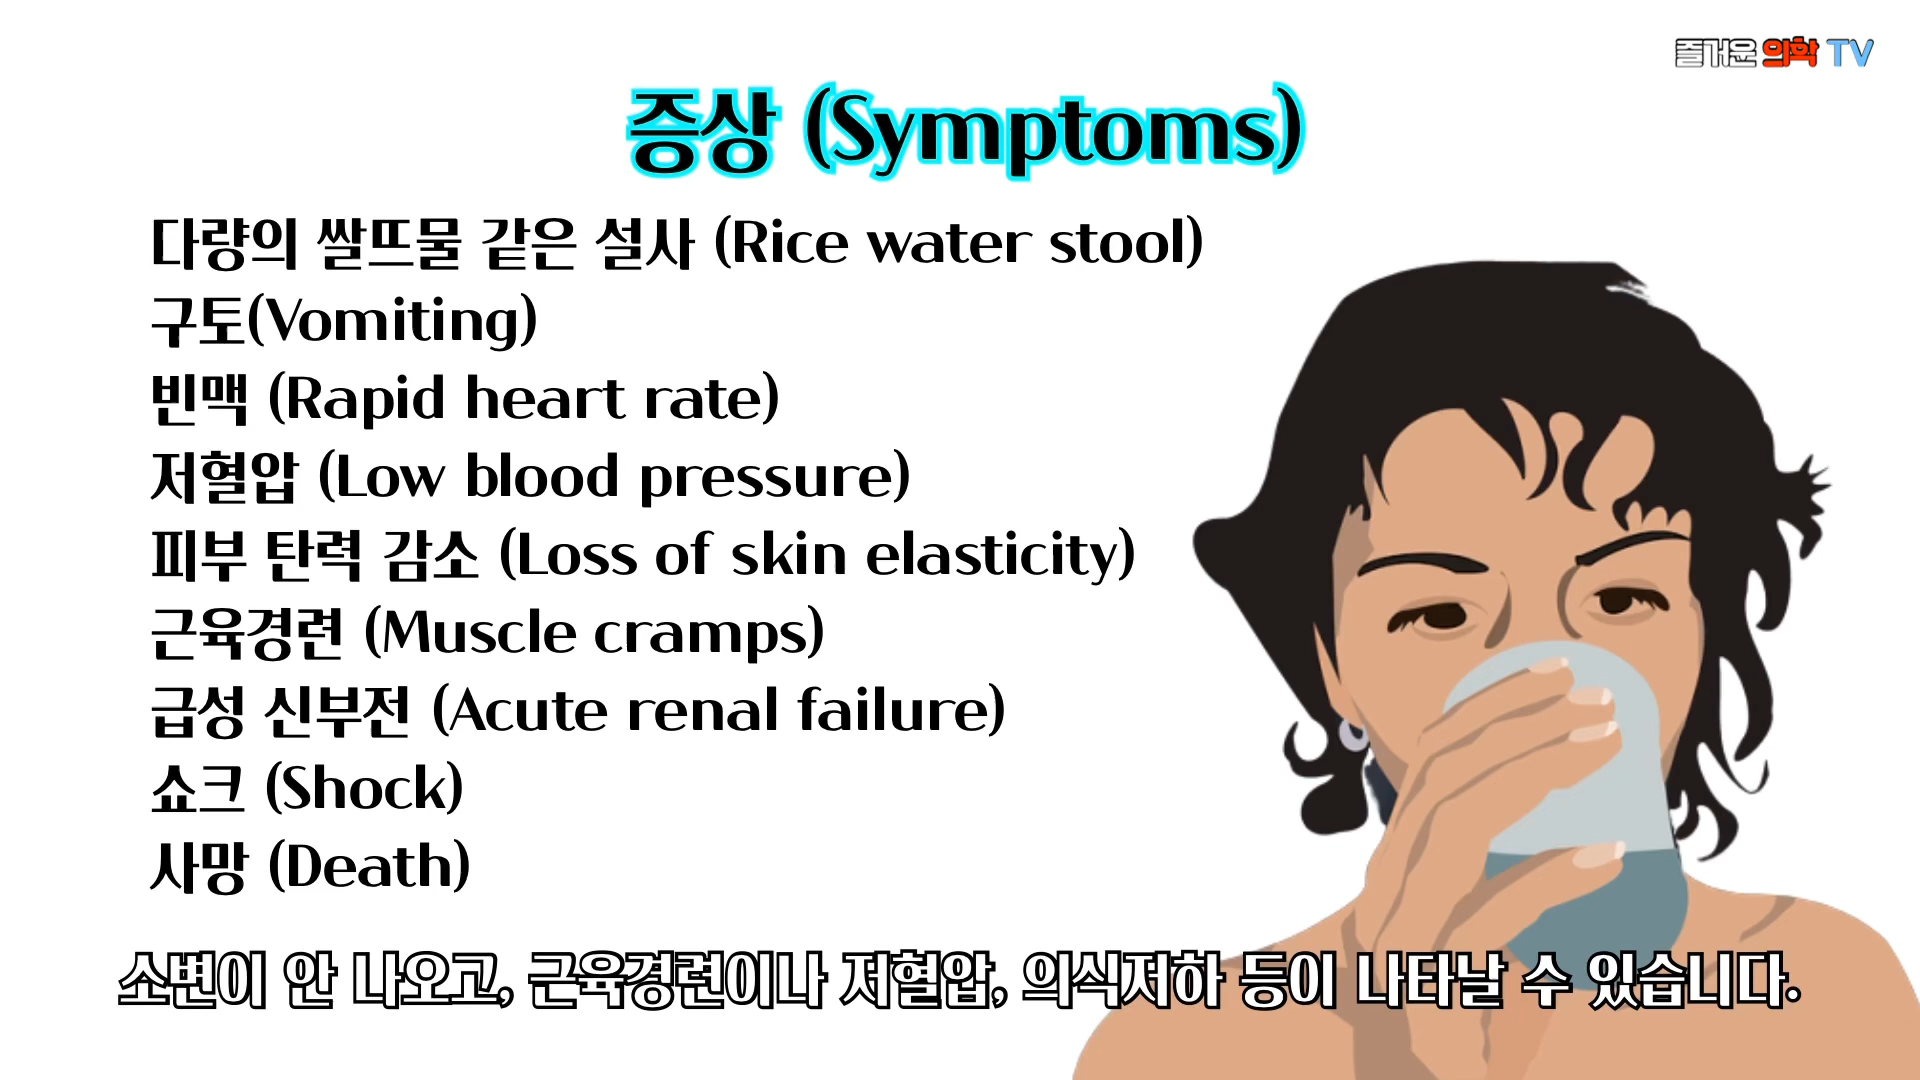 즐거운 의학 TV
증상 (Symptoms)
다량의 쌀뜨물 같은 설사 (Rice water stool)
구토(Vomiting)
빈맥 (Rapid heart rate)
저혈압 (Low blood pressure)
피부 탄력 감소 (Loss of skin elasticity)
근육경련 (Muscle cramps)
급성 신부전 (Acute renal failure)
쇼크 (Shock)
사망 (Death)
소변이 안 나오고, 근육경련이나 저혈압, 의식저하 등이 나타날 수 있습니다.